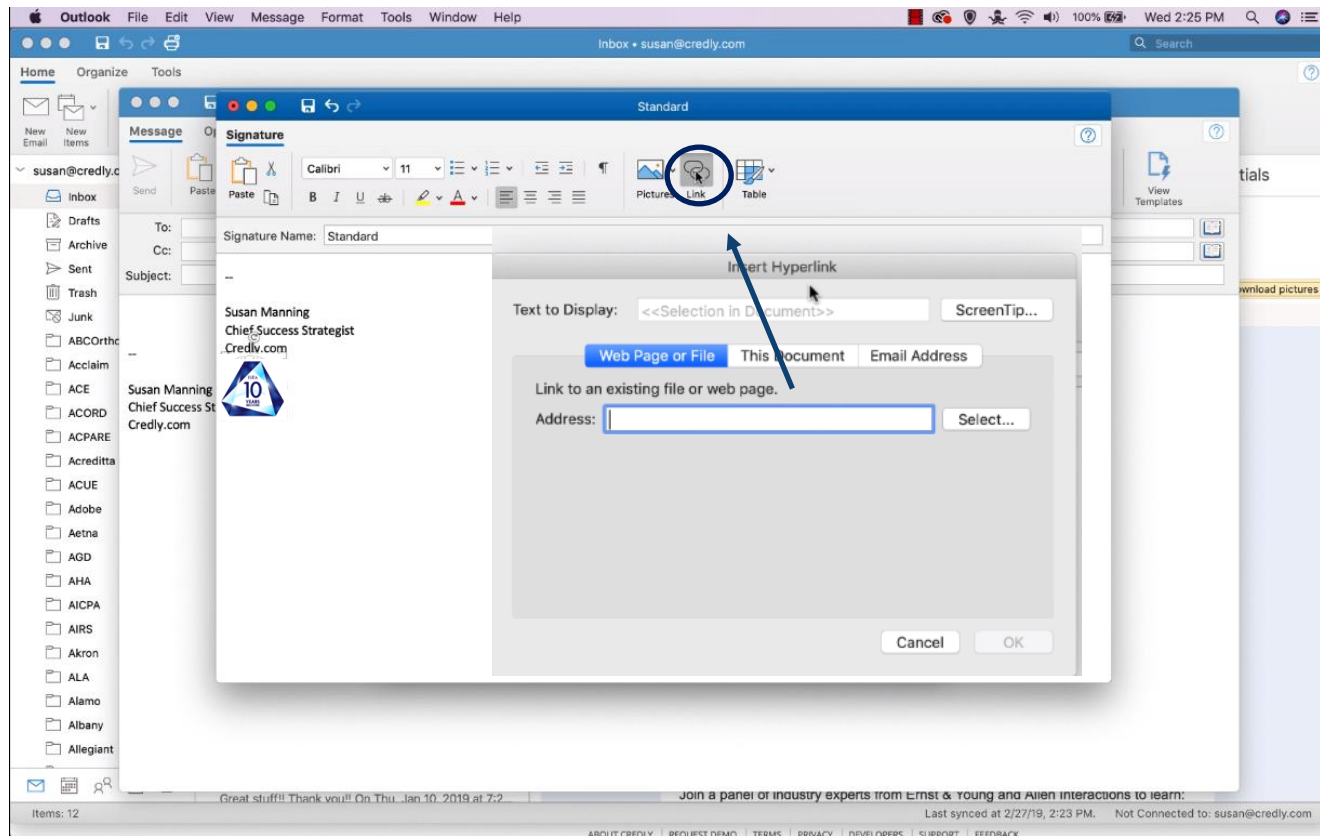 Outlook File Edit View Message Format Tools Window Help 100% Wed 2:25 PM
Inbox • susan@credly.com Search
Home Organize Tools
Standard
Message
Signature
New Email
New Items
Send
Paste
Paste
Calibri 11
B I U ab A
Pictures
Link
Table
View Templates
susan@credly.c
tials
Inbox
Drafts
Archive
Sent
Trash
Junk
ABCOrthc
Acclaim
ACE
ACORD
ACPARE
Acreditta
ACUE
Adobe
Aetna
AGD
AHA
AICPA
AIRS
Akron
ALA
Alamo
Albany
Allegiant
To:
Cc:
Subject:
--
Susan Manning
Chief Success St
Credly.com
Signature Name: Standard
--
Susan Manning
Chief Success Strategist
Credly.com
10
YEARS
Insert Hyperlink
Text to Display: <<Selection in Document>> ScreenTip...
Web Page or File This Document Email Address
Link to an existing file or web page.
Address: Select...
Cancel OK
wnload pictures
Great stuff!! Thank you!! On Thu, Jan 10, 2019 at 7:2
Join a panel of industry experts from Ernst & Young and Allen Interactions to learn:
Items: 12
Last synced at 2/27/19, 2:23 PM. Not Connected to: susan@credly.com
ABOUT CREDLY REQUEST DEMO TERMS PRIVACY DEVELOPERS SUPPORT FEEDBACK